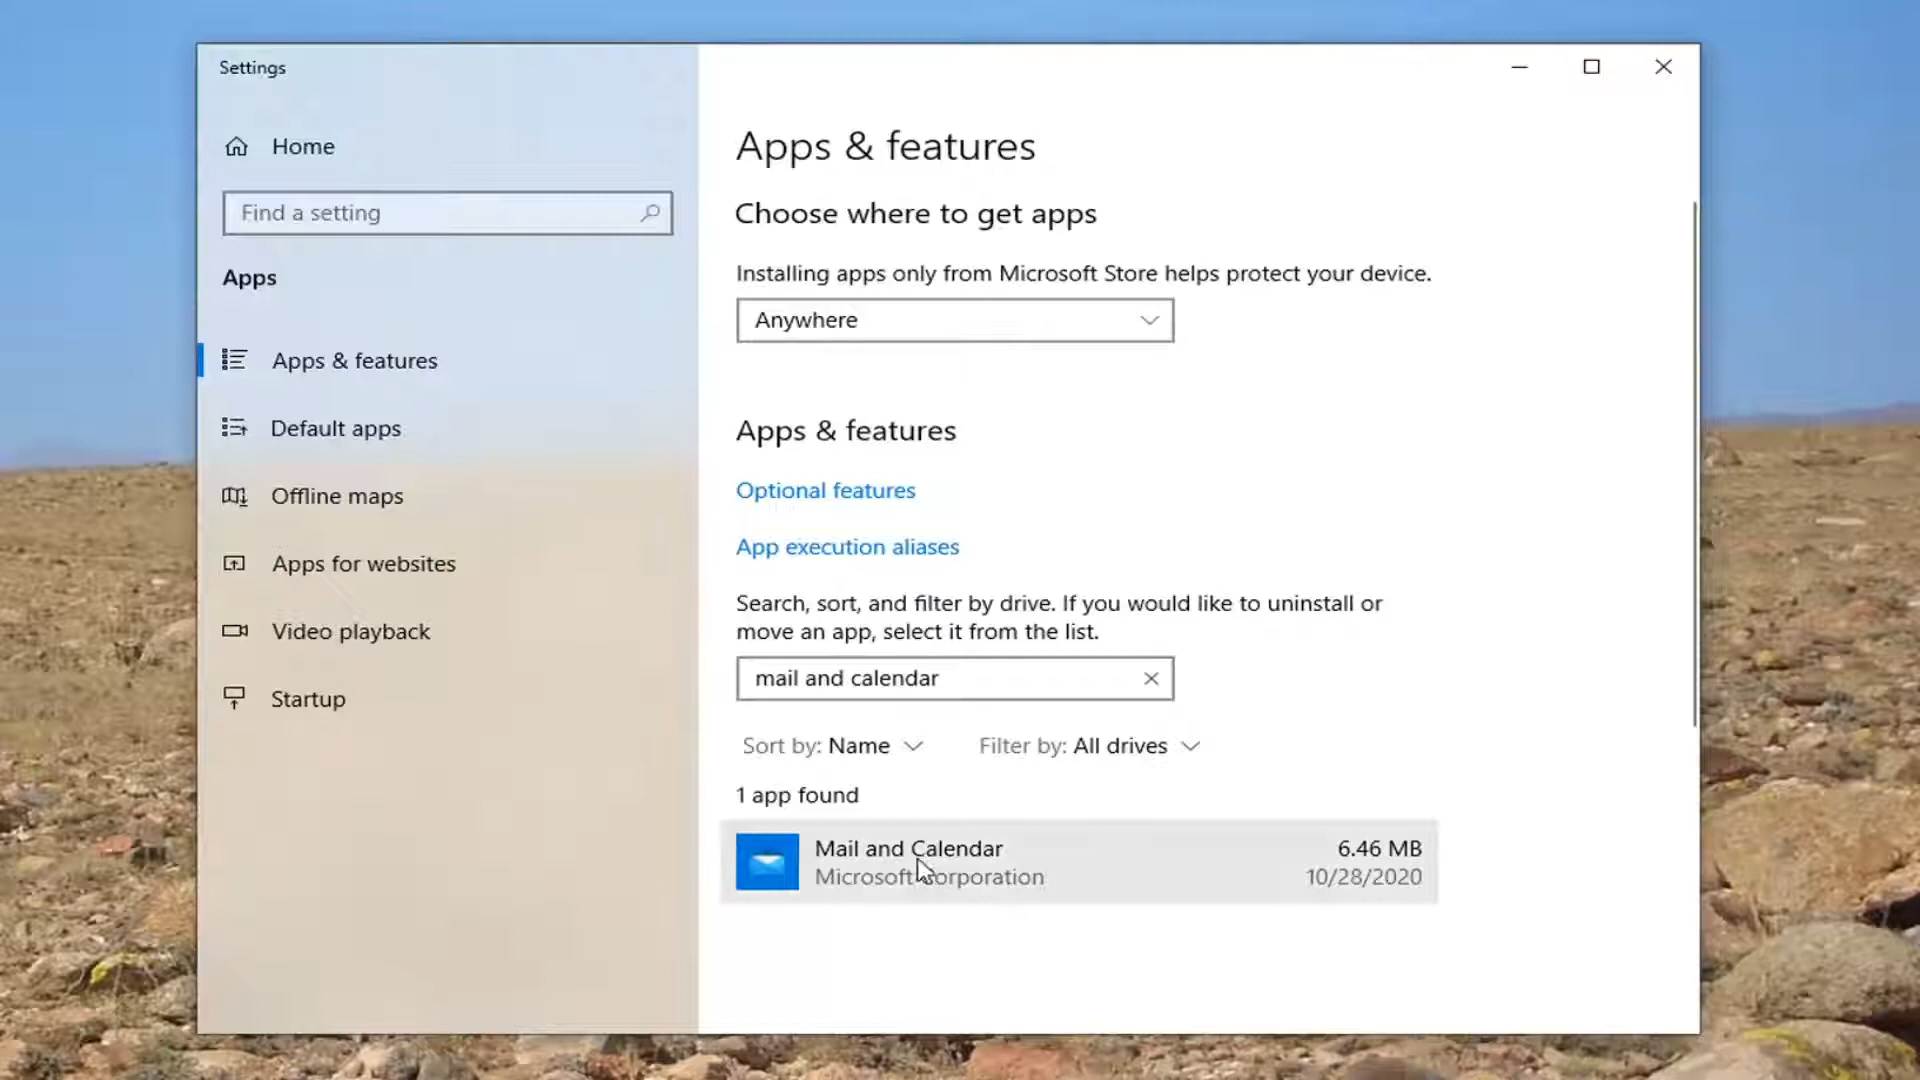 Settings
Home
Find a setting
Apps
Apps & features
Default apps
Offline maps
Apps for websites
Video playback
Startup
Apps & features
Choose where to get apps
Installing apps only from Microsoft Store helps protect your device.
Anywhere
Apps & features
Optional features
App execution aliases
Search, sort, and filter by drive. If you would like to uninstall or
move an app, select it from the list.
mail and calendar
Sort by: Name Filter by: All drives
1 app found
Mail and Calendar 6.46 MB
Microsoft Corporation 10/28/2020